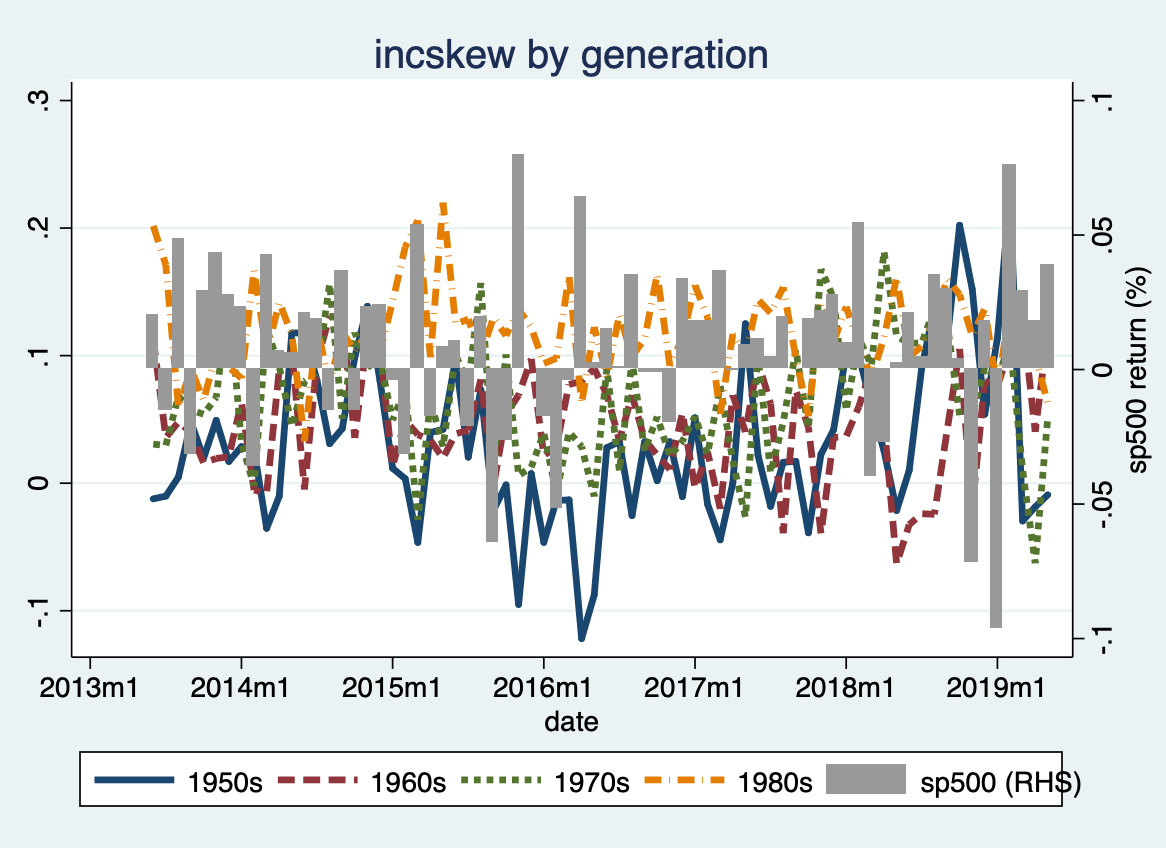 incskew by generation
.3
.2
.1
0
-.1
.1
.05
0
-.05
-.1
sp500 return (%)
2013m1 2014m1 2015m1 2016m1 2017m1 2018m1 2019m1
date
1950s 1960s 1970s 1980s sp500 (RHS)